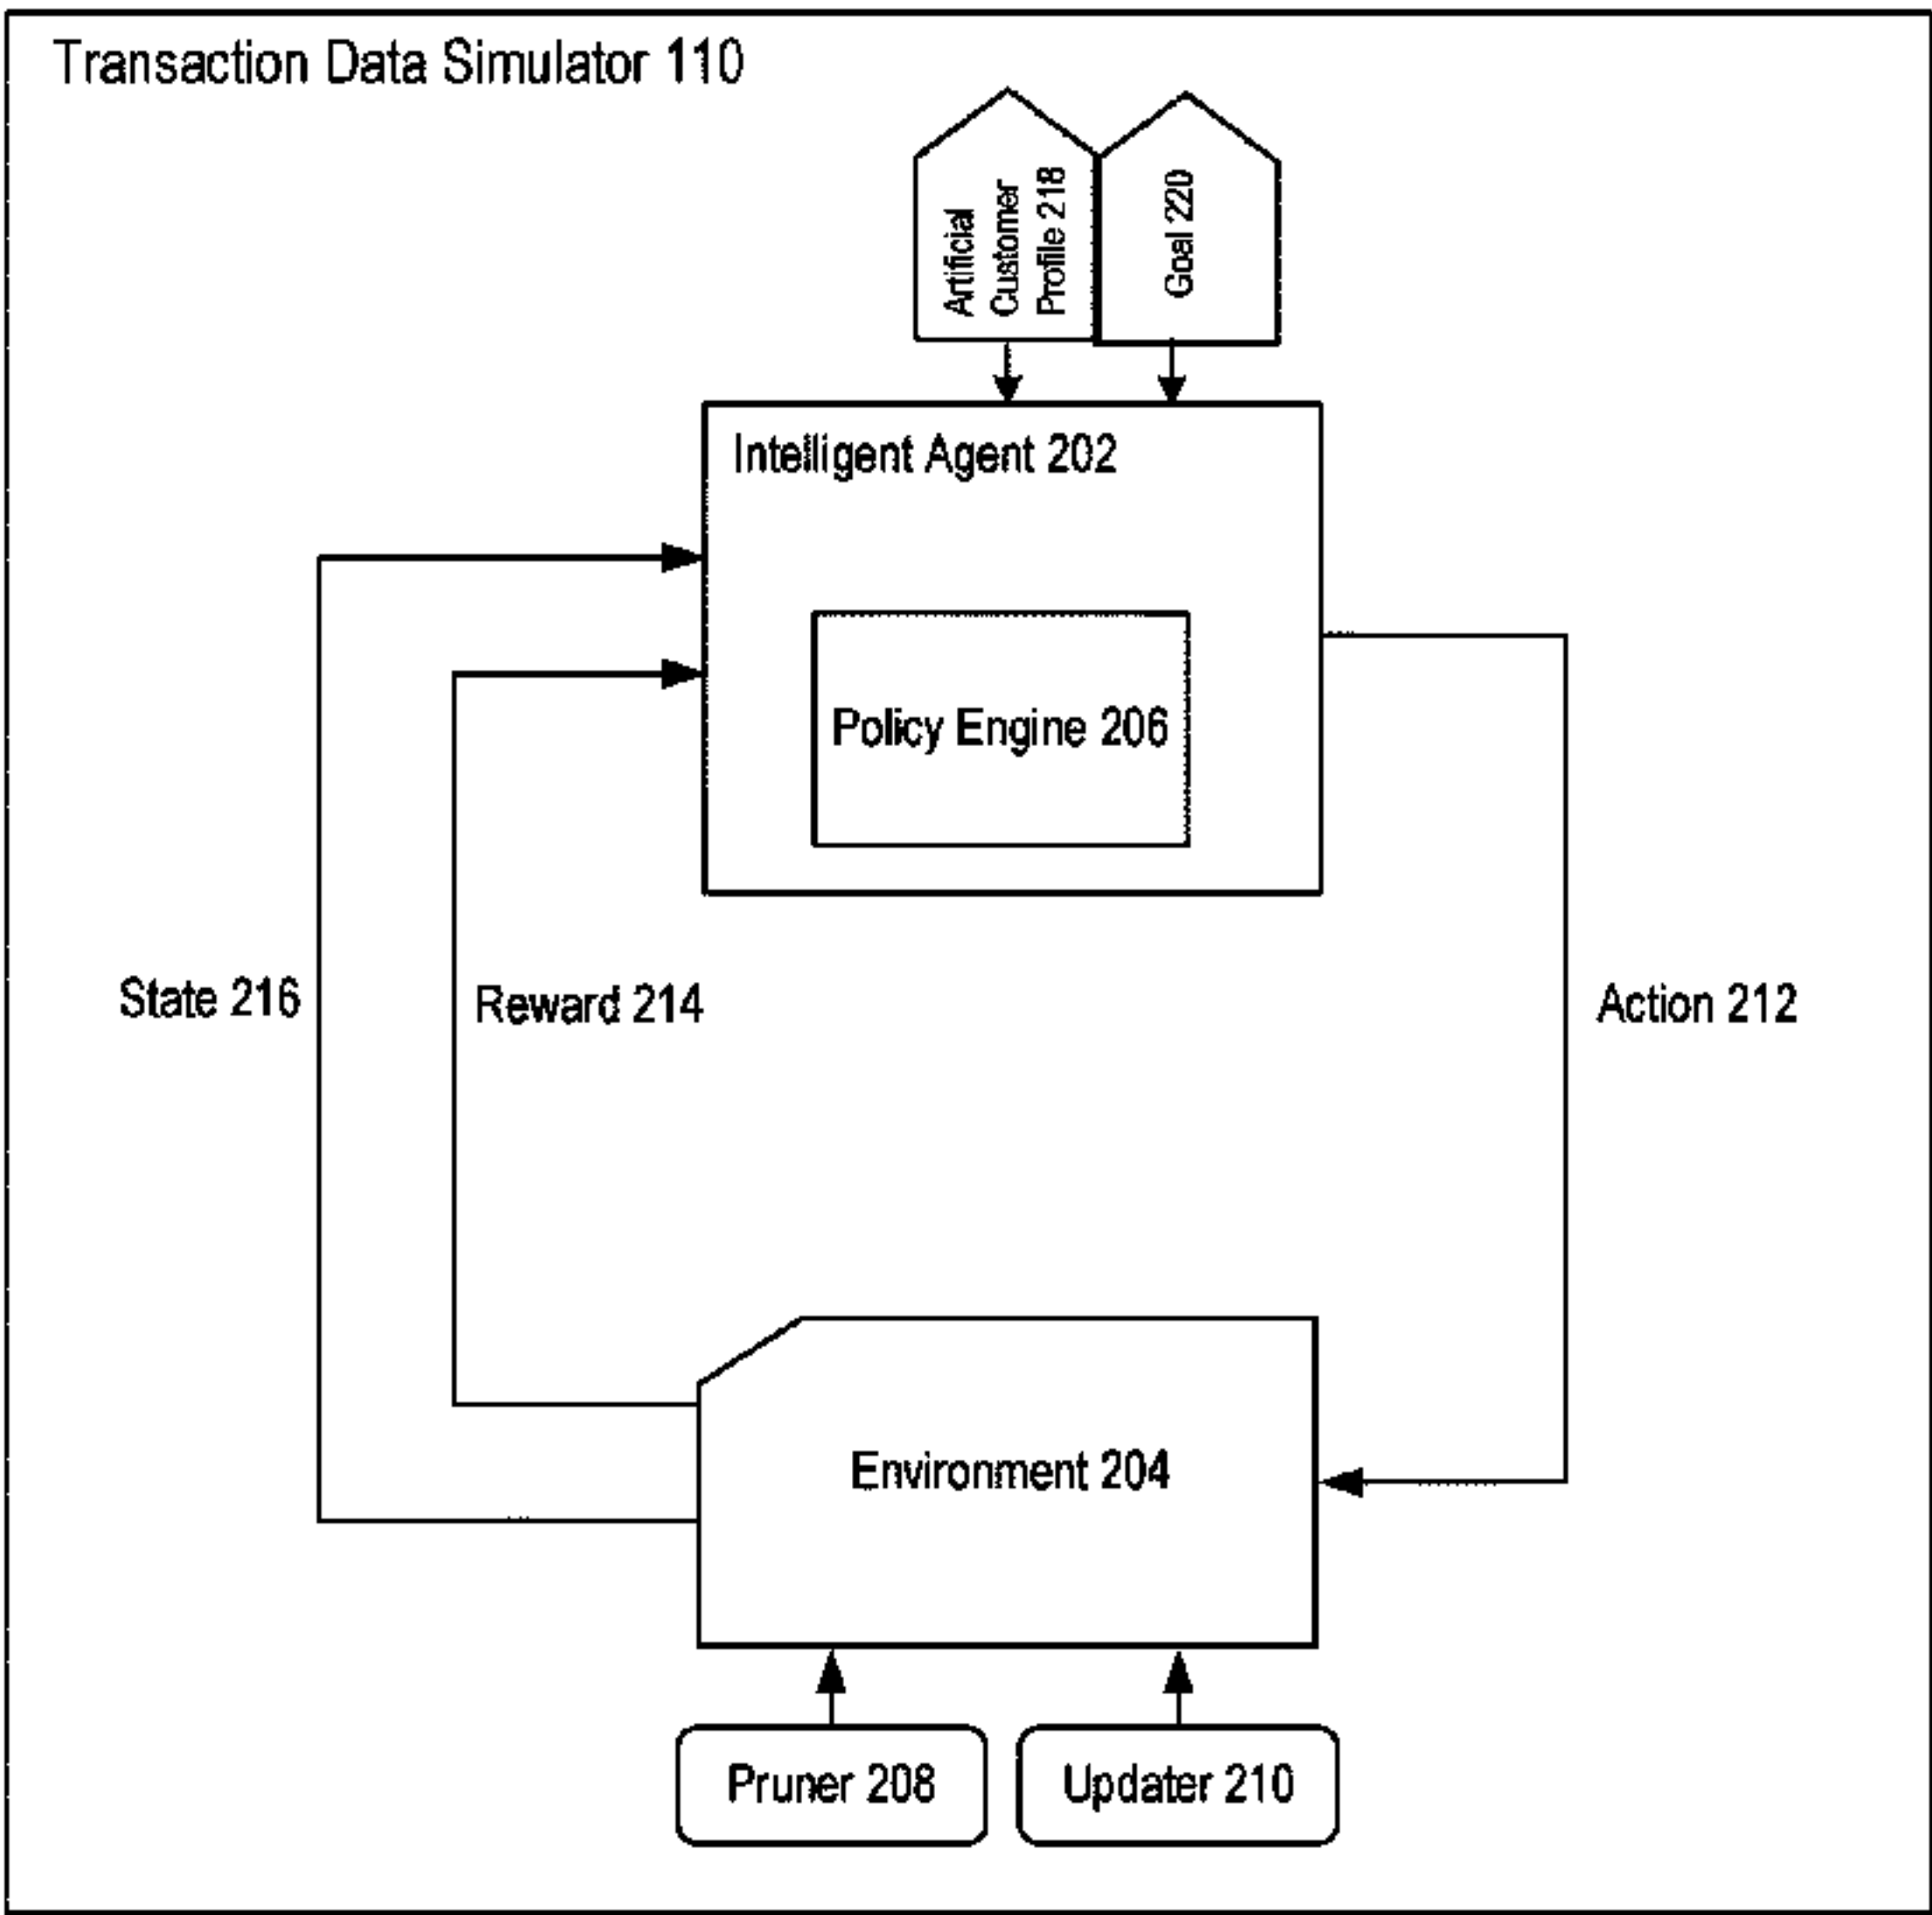 Transaction Data Simulator 110
Artificial
Customer
Profile 218
Goal 220
Intelligent Agent 202
Policy Engine 206
State 216
Reward 214
Action 212
Environment 204
Pruner 208
Updater 210